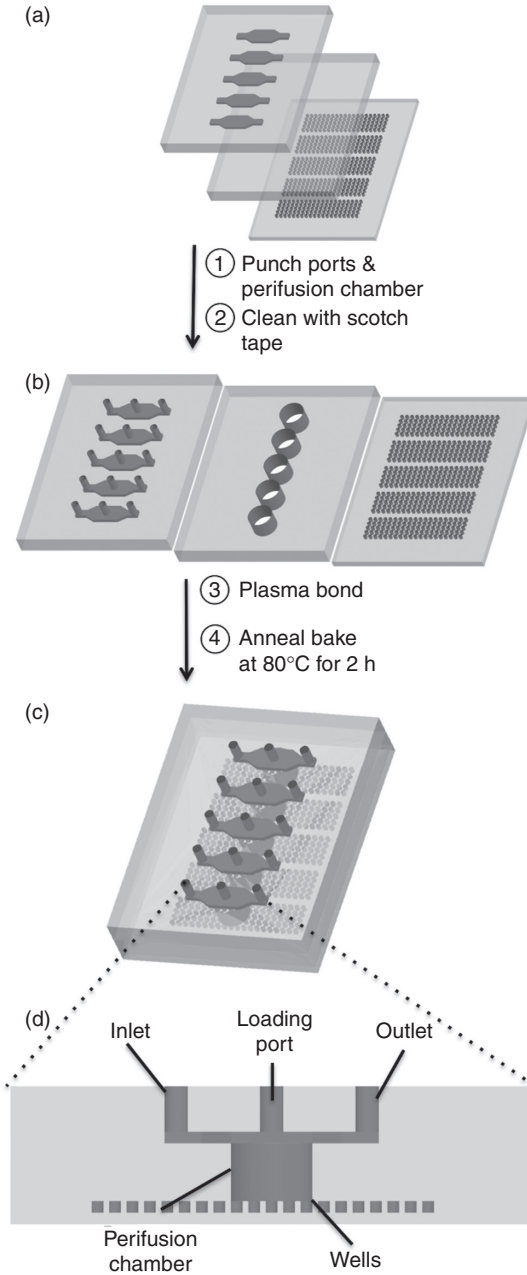 (a)
1 Punch ports &
perifusion chamber
2 Clean with scotch
tape
(b)
3 Plasma bond
4 Anneal bake
at 80°C for 2 h
(c)
(d)
Inlet
Loading
port
Outlet
Perifusion
chamber
Wells